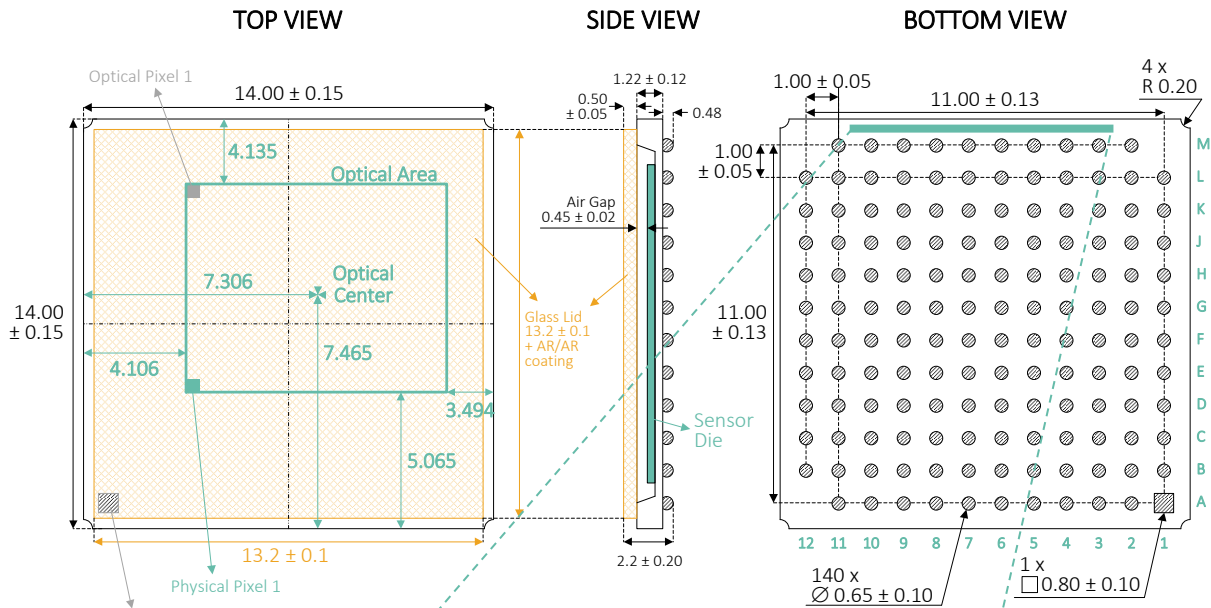 TOP VIEW
SIDE VIEW
BOTTOM VIEW
Optical Pixel 1
14.00 ± 0.15
1.22 ± 0.12
0.50
± 0.05
0.48
1.00 ± 0.05
11.00 ± 0.13
4 x
R 0.20
4.135
Optical Area
Air Gap
0.45 ± 0.02
1.00
± 0.05
M
L
K
J
H
G
F
E
D
C
B
A
7.306
Optical
Center
14.00
± 0.15
7.465
4.106
3.494
5.065
Glass Lid
13.2 ± 0.1
+ AR/AR
coating
11.00
± 0.13
Sensor
Die
13.2 ± 0.1
Physical Pixel 1
2.2 ± 0.20
12 11 10 9 8 7 6 5 4 3 2 1
140 x
∅ 0.65 ± 0.10
1 x
□ 0.80 ± 0.10